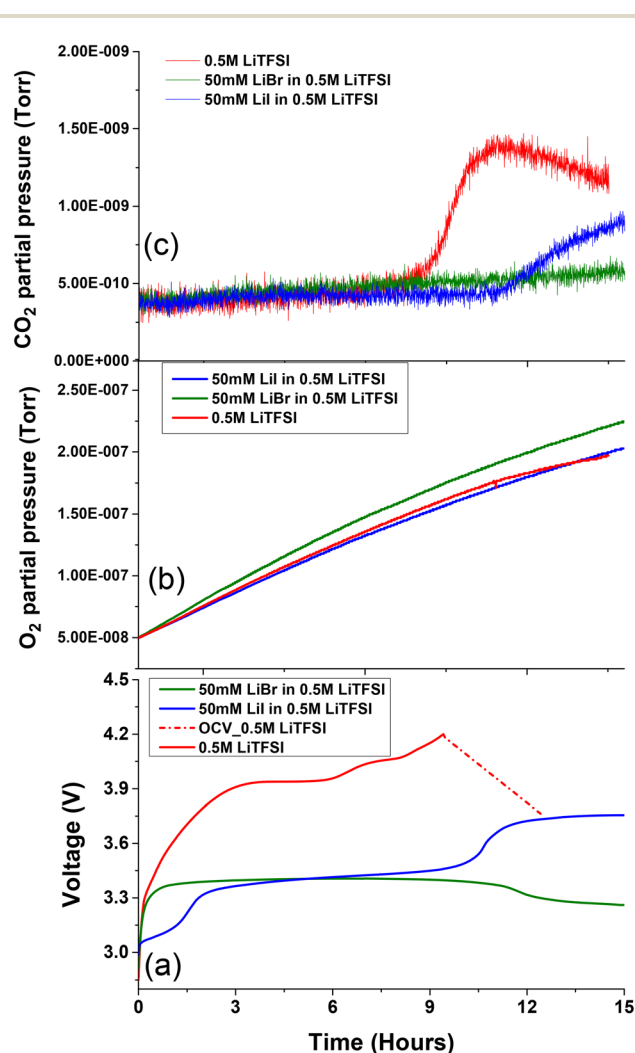 2.00E-009
1.50E-009
1.00E-009
5.00E-010
0.00E+000
CO2 partial pressure (Torr)
0.5M LiTFSI
50mM LiBr in 0.5M LiTFSI
50mM LiI in 0.5M LiTFSI
(c)
2.50E-007
2.00E-007
1.50E-007
1.00E-007
5.00E-008
O2 partial pressure (Torr)
50mM LiI in 0.5M LiTFSI
50mM LiBr in 0.5M LiTFSI
0.5M LiTFSI
(b)
4.5
4.2
3.9
3.6
3.3
3.0
Voltage (V)
50mM LiBr in 0.5M LiTFSI
50mM LiI in 0.5M LiTFSI
OCV_0.5M LiTFSI
0.5M LiTFSI
(a)
0 3 6 9 12 15
Time (Hours)